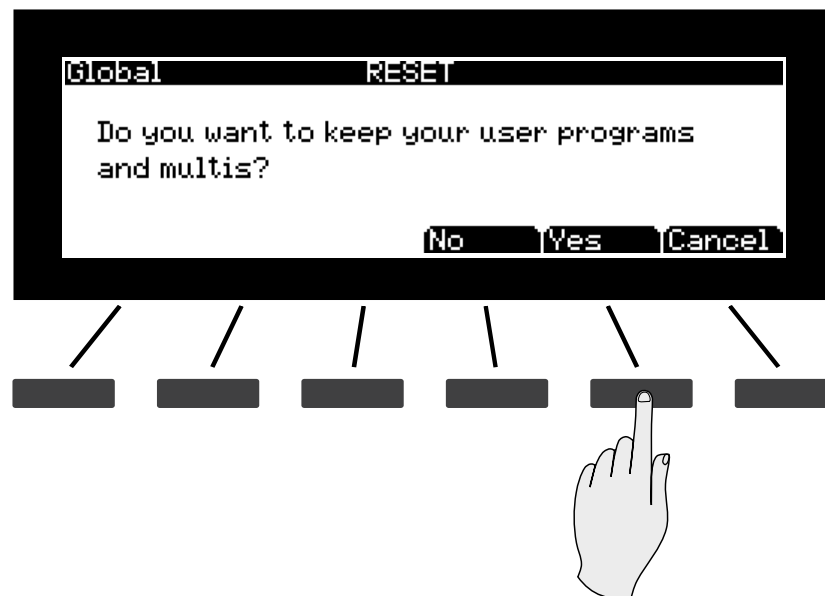 Global RESET
Do you want to keep your user programs
and multis?
No Yes Cancel